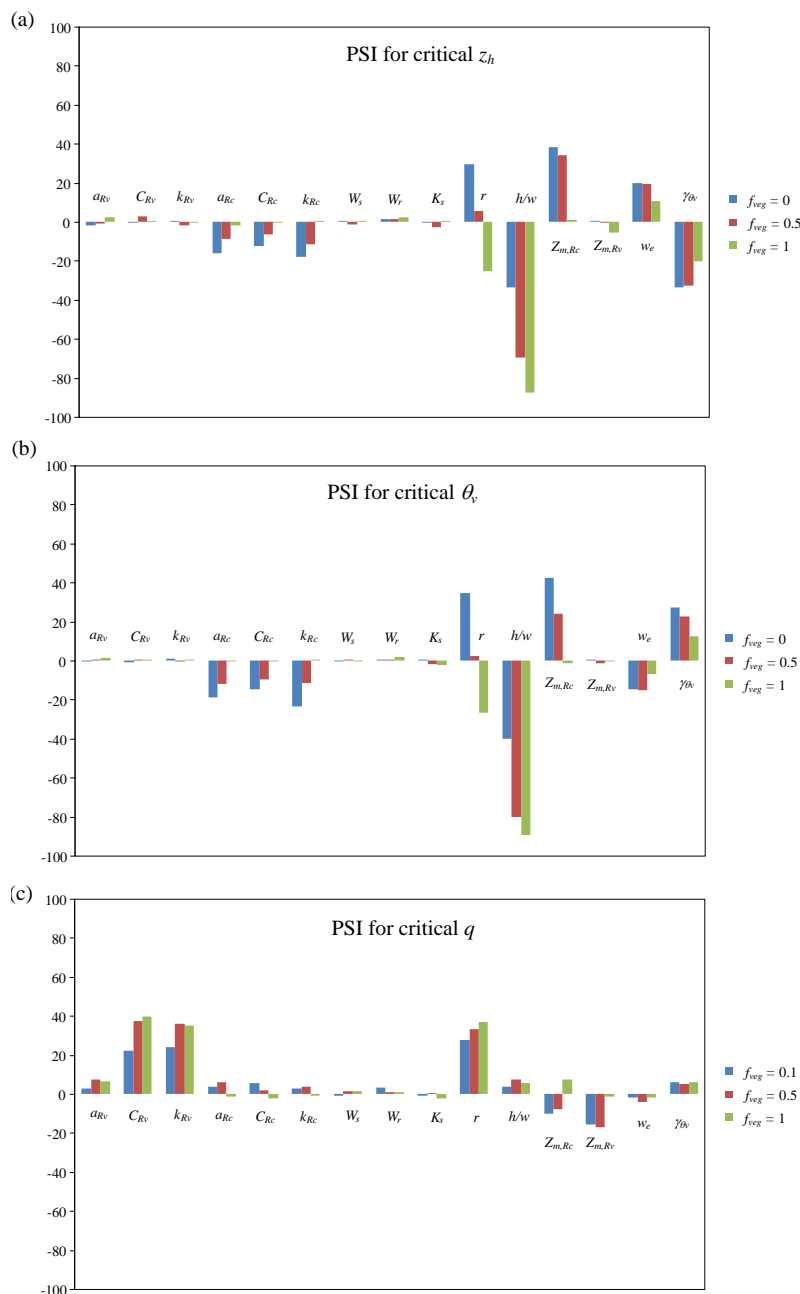 (a)
PSI for critical z_h
100
80
60
40
20
0
-20
-40
-60
-80
-100
a_Rv C_Rv k_Rv a_Rc C_Rc k_Rc W_s W_r K_s r h/w Z_m,Rc Z_m,Rv w_e γ_θv
f_veg = 0
f_veg = 0.5
f_veg = 1
(b)
PSI for critical θ_v
100
80
60
40
20
0
-20
-40
-60
-80
-100
a_Rv C_Rv k_Rv a_Rc C_Rc k_Rc W_s W_r K_s r h/w Z_m,Rc Z_m,Rv w_e γ_θv
f_veg = 0
f_veg = 0.5
f_veg = 1
(c)
PSI for critical q
100
80
60
40
20
0
-20
-40
-60
-80
-100
a_Rv C_Rv k_Rv a_Rc C_Rc k_Rc W_s W_r K_s r h/w Z_m,Rc Z_m,Rv w_e γ_θv
f_veg = 0.1
f_veg = 0.5
f_veg = 1